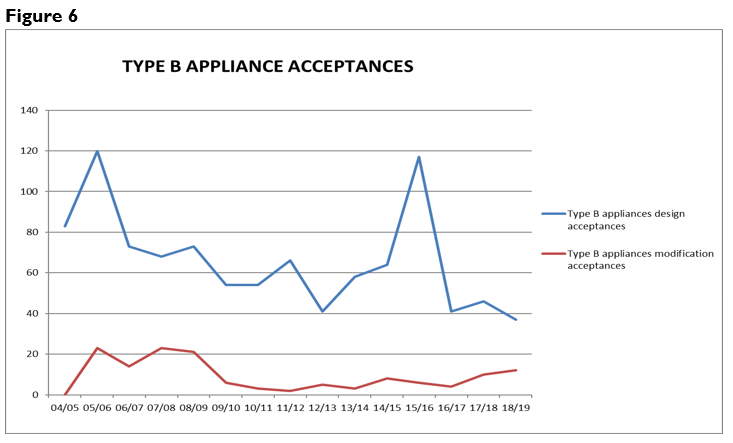 Figure 6
TYPE B APPLIANCE ACCEPTANCES
140
120
100
80
60
40
20
0
04/05 05/06 06/07 07/08 08/09 09/10 10/11 11/12 12/13 13/14 14/15 15/16 16/17 17/18 18/19
Type B appliances design
acceptances
Type B appliances modification
acceptances